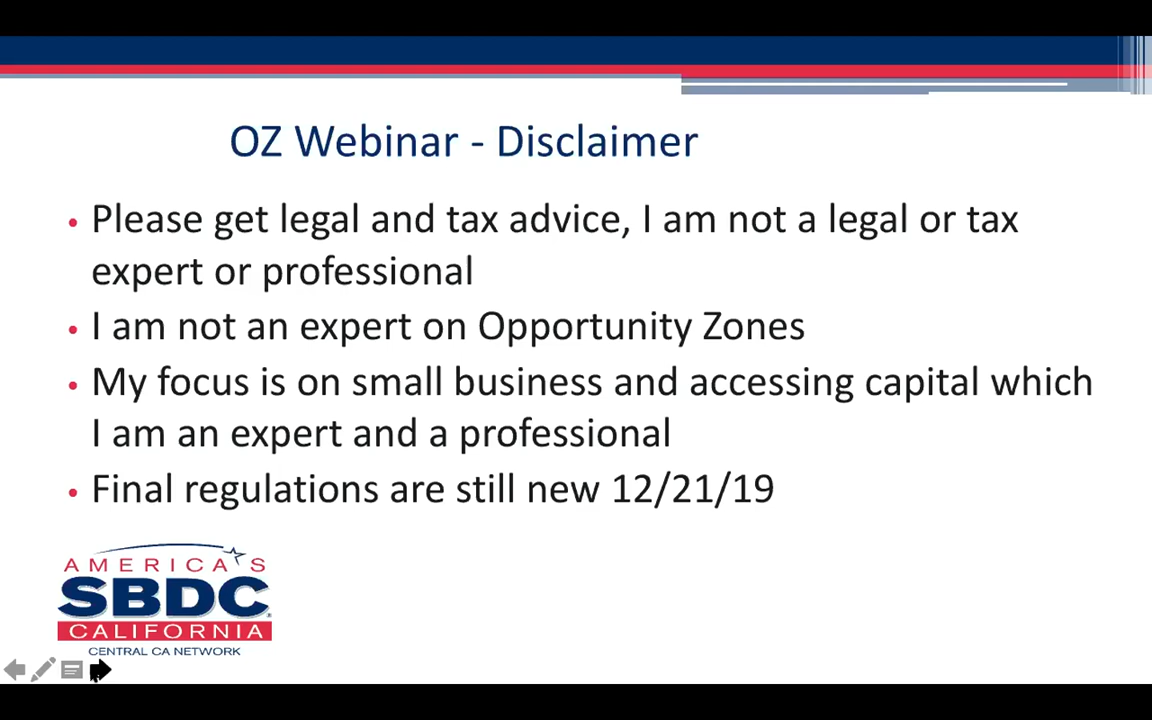 OZ Webinar - Disclaimer
• Please get legal and tax advice, I am not a legal or tax
expert or professional
• I am not an expert on Opportunity Zones
• My focus is on small business and accessing capital which
I am an expert and a professional
• Final regulations are still new 12/21/19
AMERICA'S
SBDC
CALIFORNIA
CENTRAL CA NETWORK